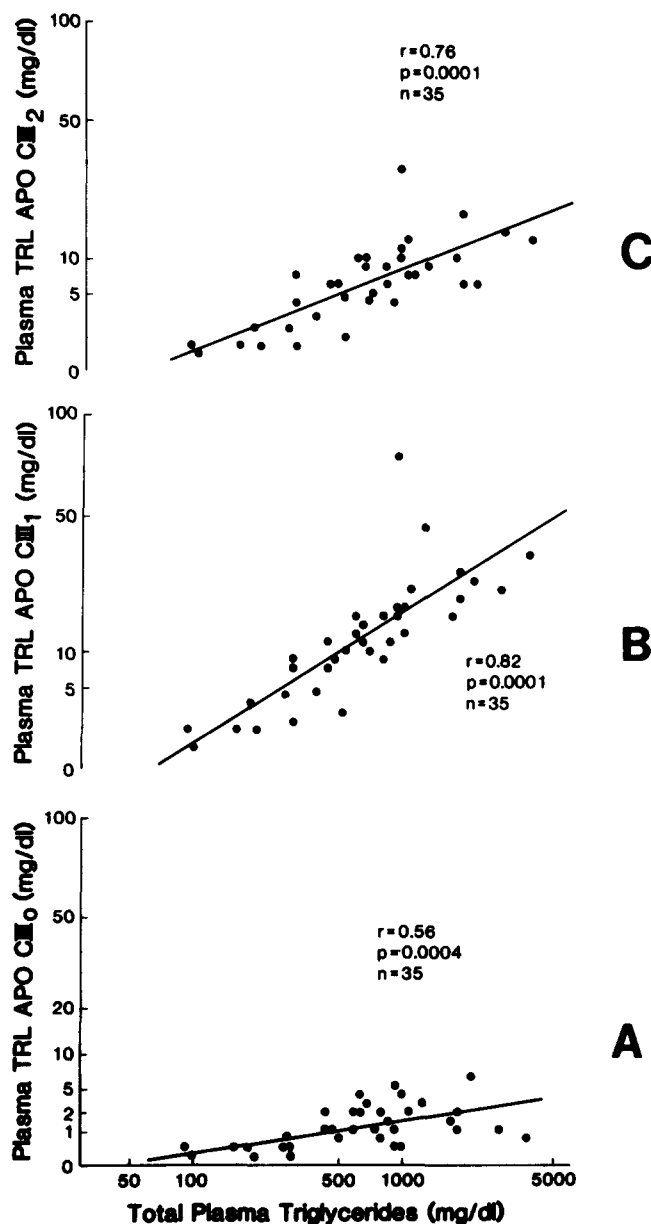 100
Plasma TRL APO CIII2 (mg/dl)
r=0.76
p=0.0001
n=35
50
10
5
0
C
100
Plasma TRL APO CIII1 (mg/dl)
50
10
5
0
r=0.82
p=0.0001
n=35
B
100
Plasma TRL APO CIII0 (mg/dl)
50
r=0.56
p=0.0004
n=35
20
10
5
2
1
0
A
50 100 500 1000 5000
Total Plasma Triglycerides (mg/dl)